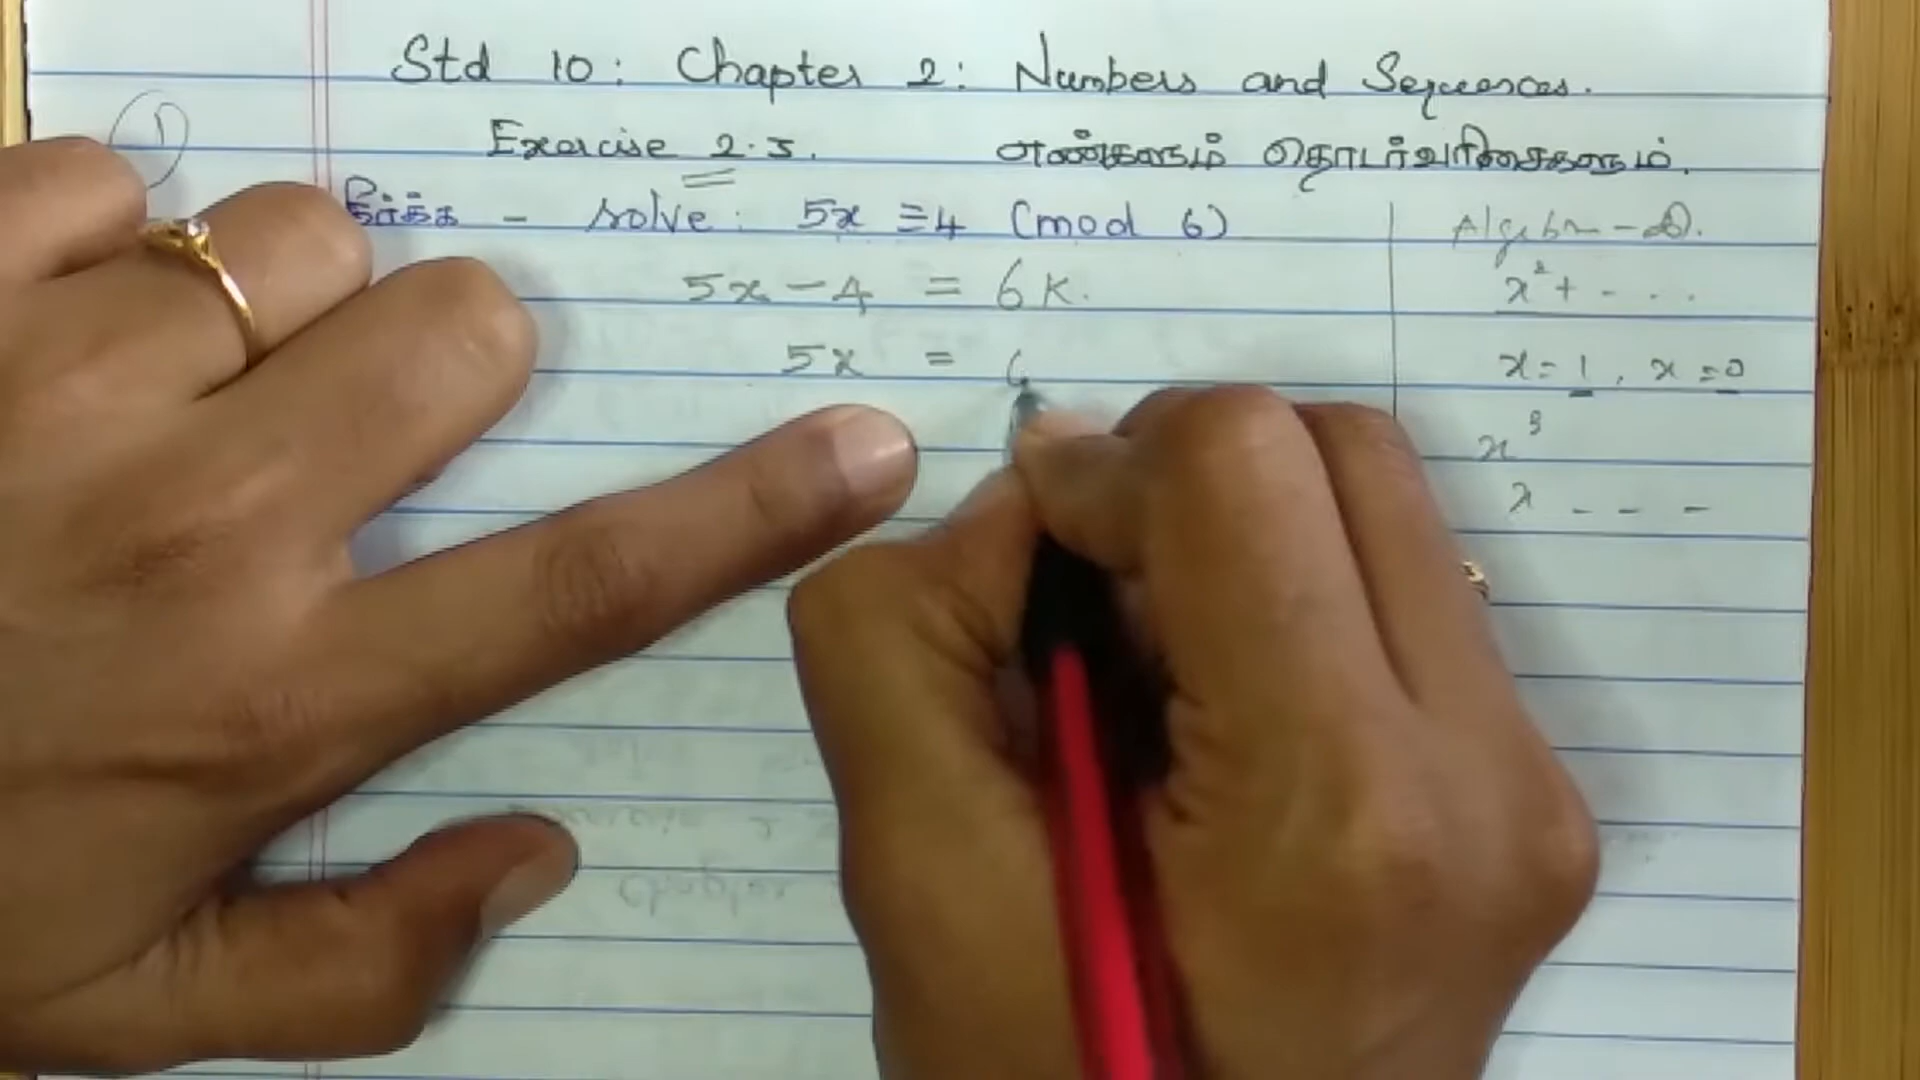 Std 10: Chapter 2: Numbers and Sequences.
①
Exercise 2.3. எண்களும் தொடர்வரிசைகளும்.
தீர்க்க - solve: 5x ≡ 4 (mod 6)
5x - 4 = 6K.
5x = 6
x² + - . .
x = 1, x = 0
x³
x - - -